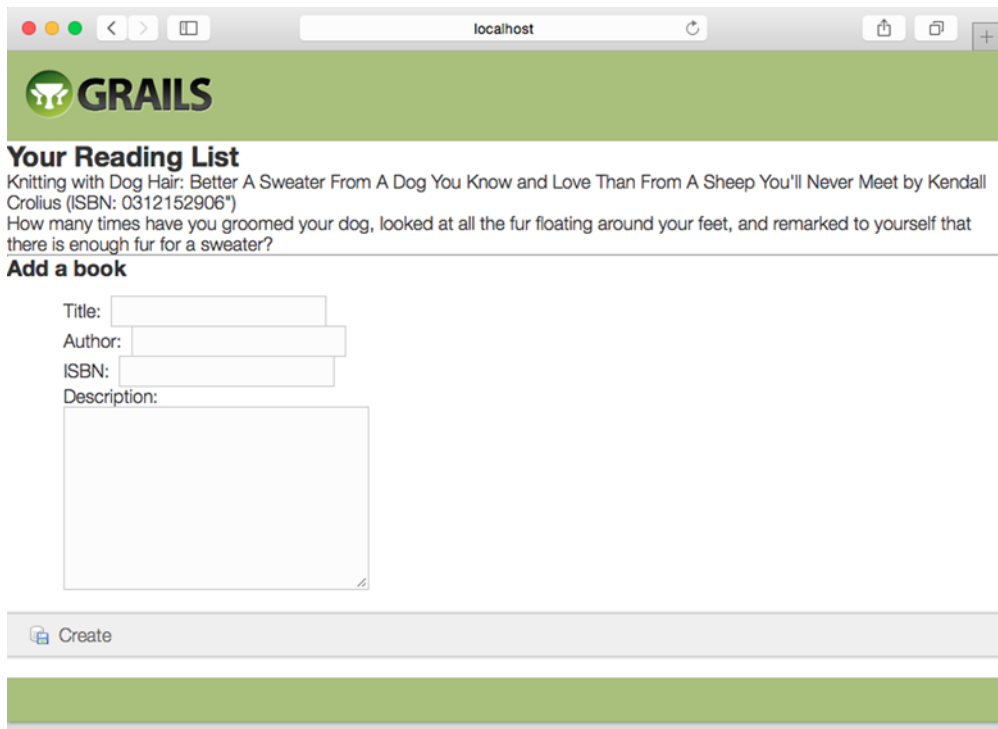 localhost
GRAILS
Your Reading List
Knitting with Dog Hair: Better A Sweater From A Dog You Know and Love Than From A Sheep You'll Never Meet by Kendall
Crolius (ISBN: 0312152906")
How many times have you groomed your dog, looked at all the fur floating around your feet, and remarked to yourself that
there is enough fur for a sweater?
Add a book
Title:
Author:
ISBN:
Description:
Create